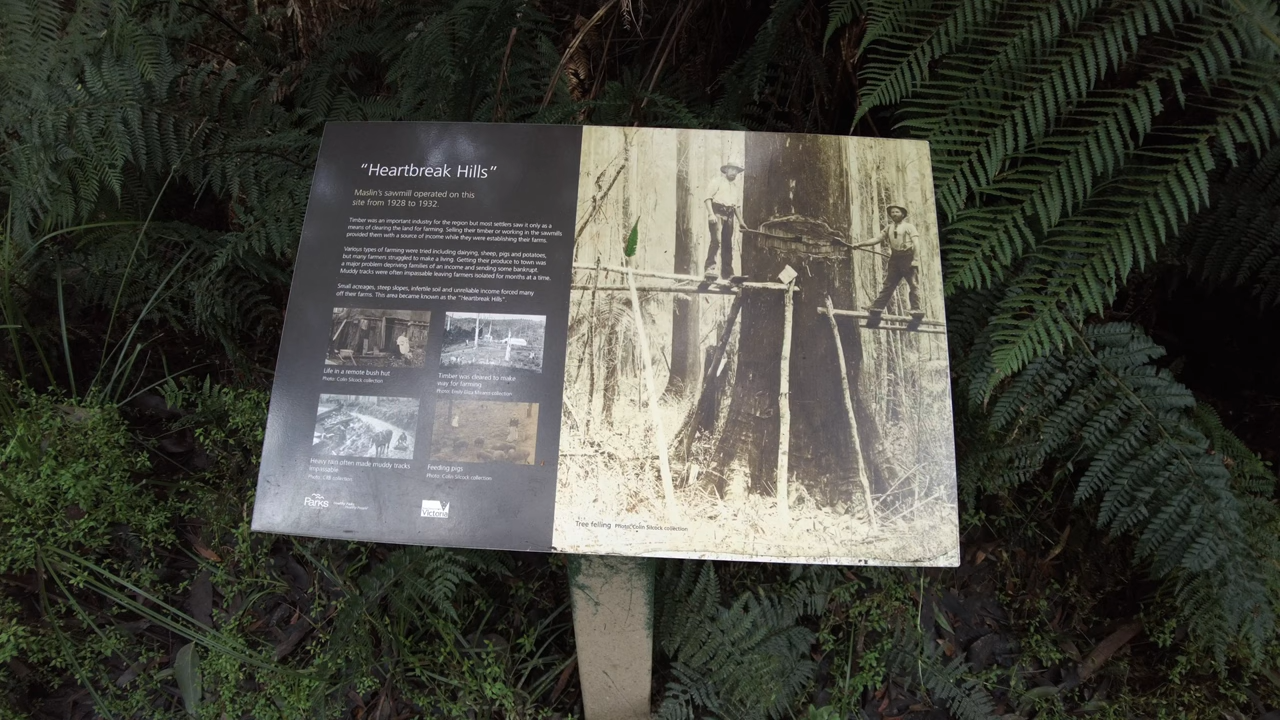 "Heartbreak Hills"
Maslin's sawmill operated on this
site from 1928 to 1932.
Timber was an important industry for the region but most settlers saw it only as a
means of clearing the land for farming. Selling their timber or working in the sawmills
provided them with a source of income while they were establishing their farms.
Various types of farming were tried including dairying, sheep, pigs and potatoes,
but many farmers struggled to make a living. Getting their produce to town was
a major problem depriving families of an income and sending some bankrupt.
Muddy tracks were often impassable leaving farmers isolated for months at a time.
Small acreages, steep slopes, infertile soil and unreliable income forced many
off their farms. This area became known as the "Heartbreak Hills"
Life in a remote bush hut
Photo: Colin Silcock collection
Timber was cleared to make
way for farming
Photo: collection
Heavy rain often made muddy tracks
impassable
Photo: collection
Feeding pigs
Photo: Colin Silcock collection
Parks
Victoria
Tree felling Photo: Colin Silcock collection